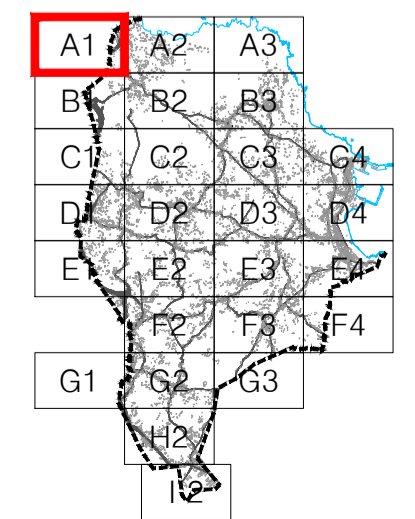 A1 A2 A3
B1 B2 B3
C1 C2 C3 C4
D1 D2 D3 D4
E1 E2 E3 E4
F2 F3 F4
G1 G2 G3
H2
I2